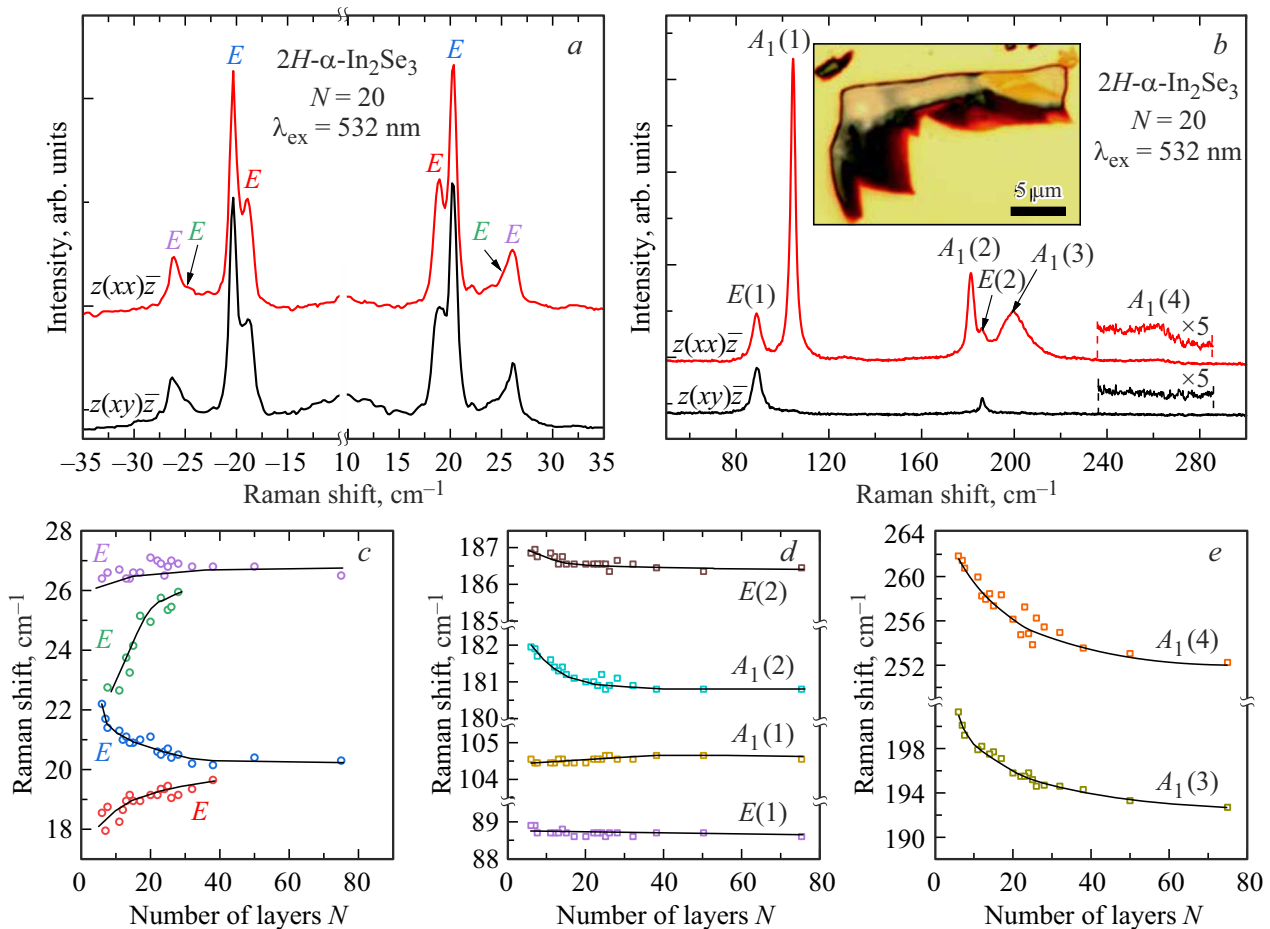 a
E
E
2H-α-In₂Se₃
N = 20
λₑₓ = 532 nm
E
E
E
E
E
E
z(xx)z̅
z(xy)z̅
Intensity, arb. units
–35 –30 –25 –20 –15 10 15 20 25 30 35
Raman shift, cm⁻¹
b
A₁(1)
2H-α-In₂Se₃
N = 20
λₑₓ = 532 nm
5 μm
A₁(2)
A₁(3)
E(2)
E(1)
A₁(4)
×5
×5
z(xx)z̅
z(xy)z̅
Intensity, arb. units
80 120 160 200 240 280
Raman shift, cm⁻¹
c
28
26
24
22
20
18
E
E
E
E
Raman shift, cm⁻¹
0 20 40 60 80
Number of layers N
d
187
186
185
182
181
180
105
104
89
88
E(2)
A₁(2)
A₁(1)
E(1)
Raman shift, cm⁻¹
0 20 40 60 80
Number of layers N
e
264
260
256
252
198
194
190
A₁(4)
A₁(3)
Raman shift, cm⁻¹
0 20 40 60 80
Number of layers N